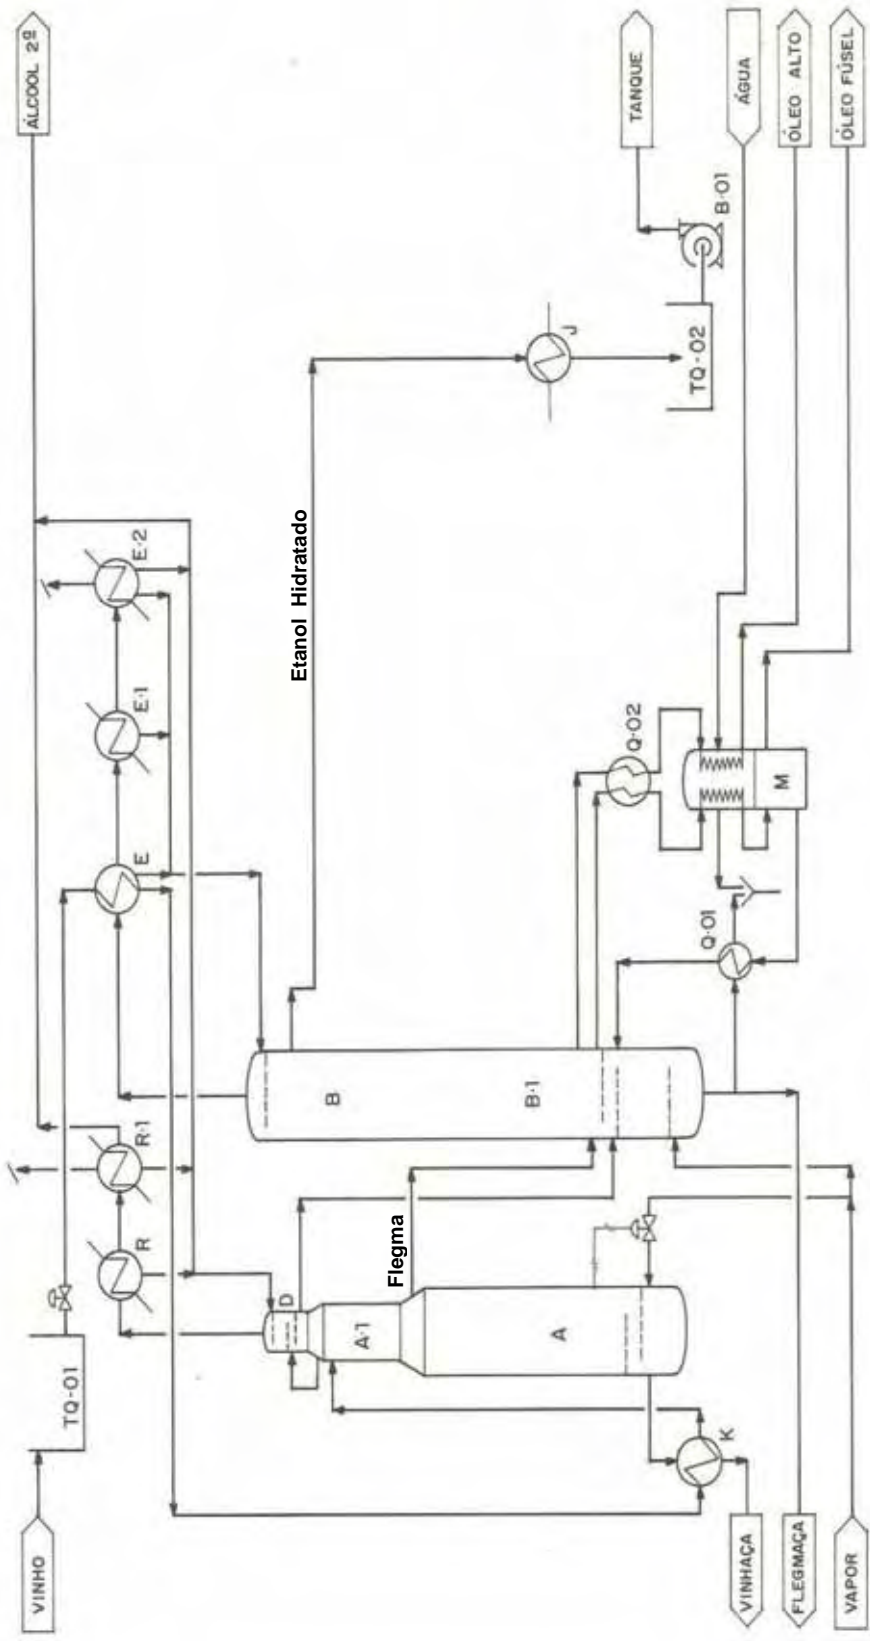 VINHO
TQ-01
R
R·1
E
E·1
E·2
ÁLCOOL 2ª
D
A·1
A
Flegma
B
B·1
Etanol Hidratado
J
TQ-02
B·01
TANQUE
ÁGUA
ÓLEO ALTO
ÓLEO FÚSEL
Q·01
Q·02
M
K
VINHAÇA
FLEGMAÇA
VAPOR